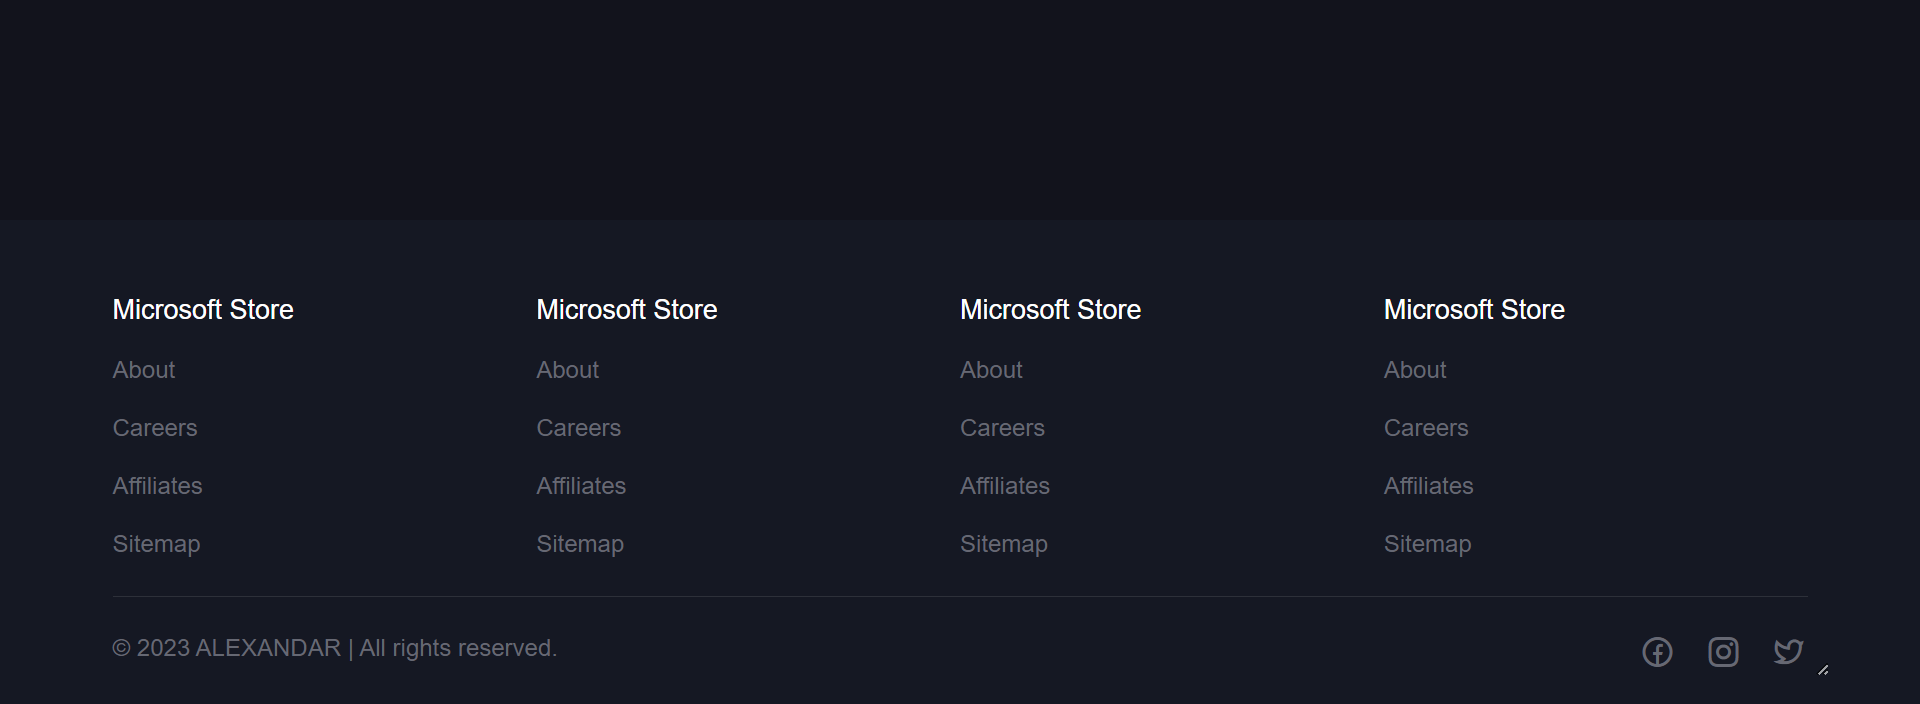 Microsoft Store
About
Careers
Affiliates
Sitemap
Microsoft Store
About
Careers
Affiliates
Sitemap
Microsoft Store
About
Careers
Affiliates
Sitemap
Microsoft Store
About
Careers
Affiliates
Sitemap
© 2023 ALEXANDAR | All rights reserved.